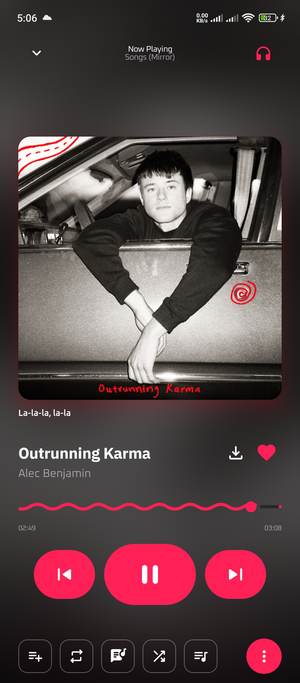 5:06
0.00 KB/s
Now Playing
Songs (Mirror)
Outrunning Karma
La-la-la, la-la
Outrunning Karma
Alec Benjamin
02:49
03:08